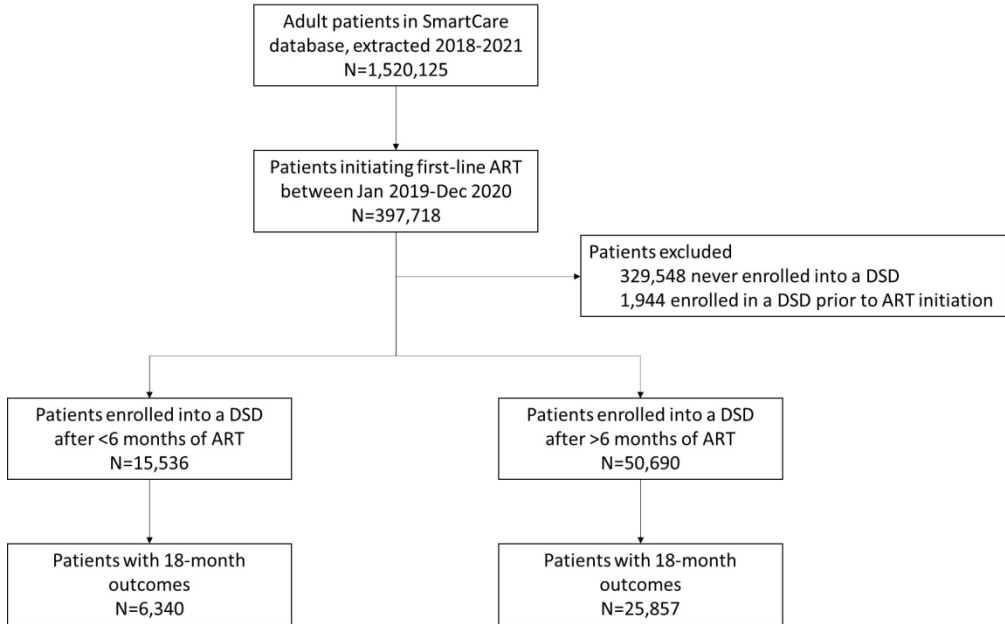 Adult patients in SmartCare
database, extracted 2018-2021
N=1,520,125
Patients initiating first-line ART
between Jan 2019-Dec 2020
N=397,718
Patients excluded
329,548 never enrolled into a DSD
1,944 enrolled in a DSD prior to ART initiation
Patients enrolled into a DSD
after <6 months of ART
N=15,536
Patients enrolled into a DSD
after >6 months of ART
N=50,690
Patients with 18-month
outcomes
N=6,340
Patients with 18-month
outcomes
N=25,857